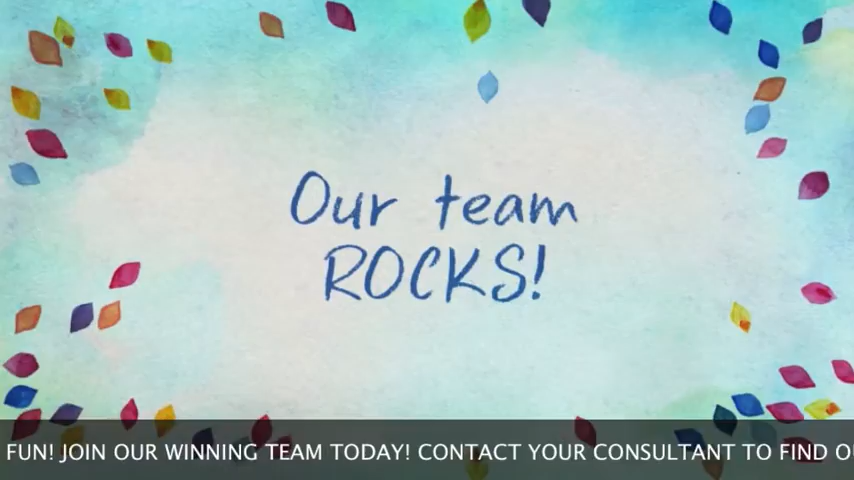 Our team
ROCKS!
FUN! JOIN OUR WINNING TEAM TODAY! CONTACT YOUR CONSULTANT TO FIND